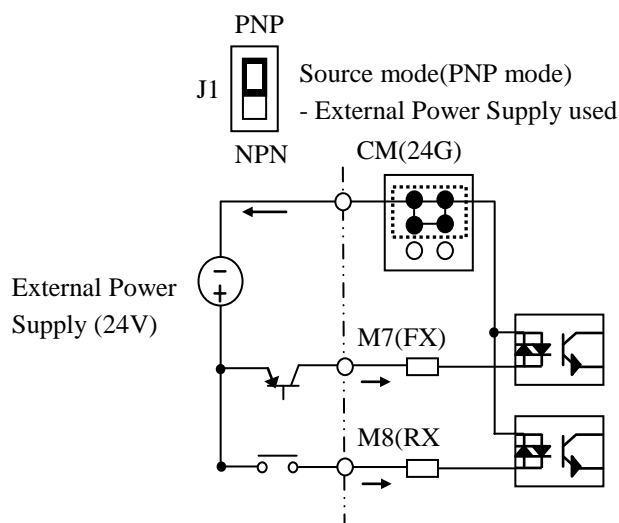 PNP
J1
Source mode(PNP mode)
- External Power Supply used
NPN
CM(24G)
External Power
Supply (24V)
M7(FX)
M8(RX